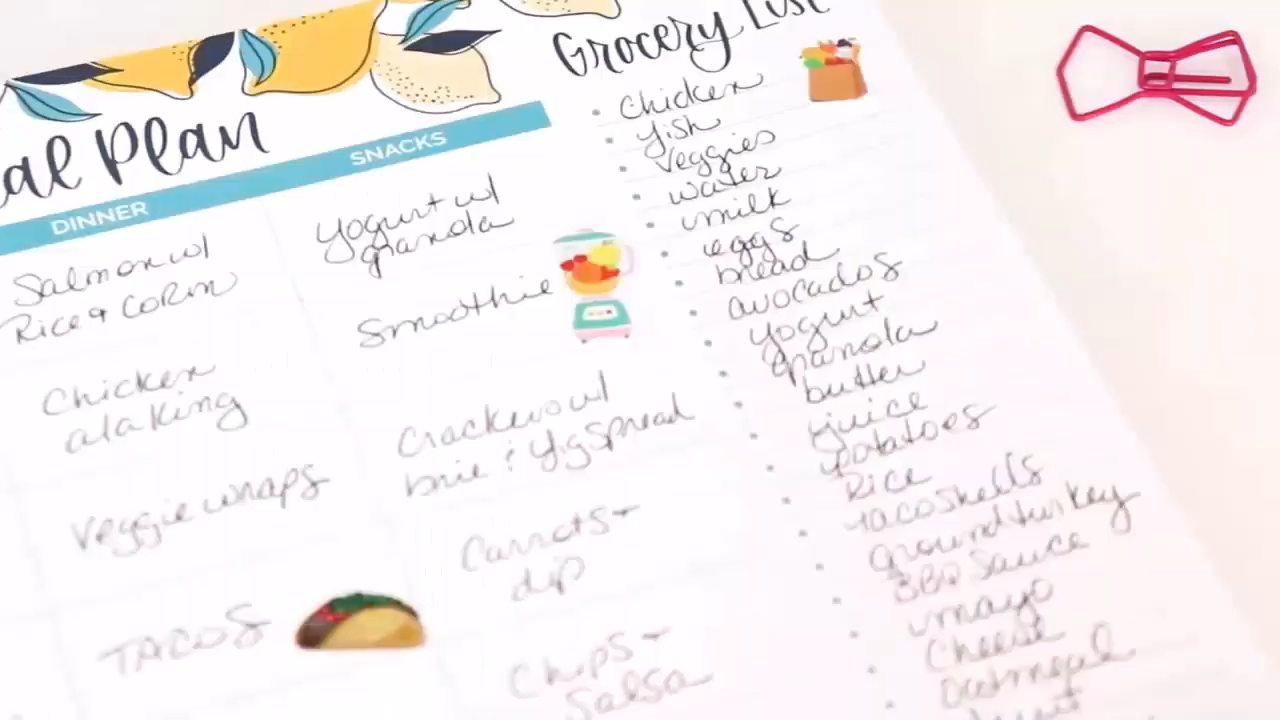 al Plan
DINNER
SNACKS
Salmon w/
Rice + CORN
Yogurt w/
granola
Smoothie
Chicken
a la King
Crackers w/
brie & fig spread
Veggie wraps
Carrots +
dip
TACOS
Chips +
Salsa
Grocery List
Chicken
fish
Veggies
water
milk
eggs
bread
avocados
yogurt
granola
butter
juice
potatoes
Rice
taco shells
ground turkey
BBQ Sauce
mayo
Cheese
Oatmeal